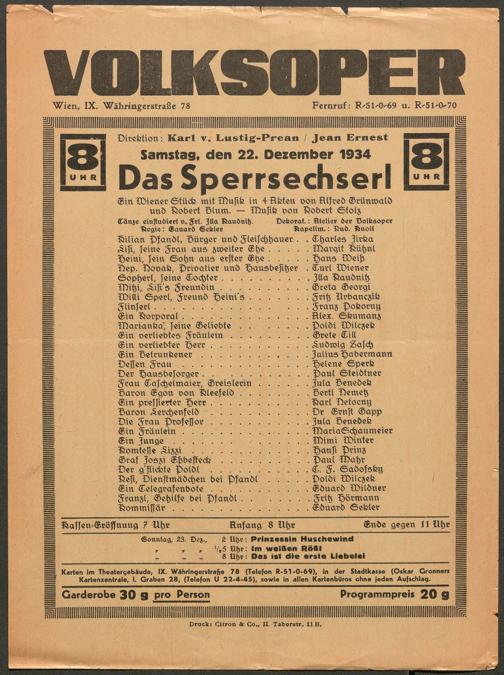 VOLKSOPER
Wien, IX. Währingerstraße 78 Fernruf: R-51-0-69 u. R-51-0-70
8 UHR
Direktion: Karl v. Lustig-Prean / Jean Ernest
8 UHR
Samstag, den 22. Dezember 1934
Das Sperrsechserl
Ein Wiener Stück mit Musik in 4 Akten von Alfred Grünwald
und Robert Blum. — Musik von Robert Stolz
Tänze einstudiert v. Frl. Illa Raudnitz. Dekorat.: Atelier der Volksoper
Regie: Eduard Sekler Kapellm.: Rud. Anoll
Kilian Pfandl, Bürger und Fleischhauer . . Charles Jirka
Lisl, seine Frau aus zweiter Ehe . . . . . Margit Kühnl
Heini, sein Sohn aus erster Ehe . . . . . Hans Weiß
Nep. Novak, Privatier und Hausbesitzer . . Curt Wiener
Sopherl, seine Tochter . . . . . Illa Raudnitz
Mitzi, Lisl's Freundin . . . . . Greta Georgi
Willi Sperl, Freund Heini's . . . . . Fritz Urbanczik
Flinserl . . . . . Franz Pokorny
Ein Korporal . . . . . Alex. Skumanz
Marianka, seine Geliebte . . . . . Poldi Wilczek
Ein verliebtes Fräulein . . . . . Grete Till
Ein verliebter Herr . . . . . Ludwig Zasch
Ein Betrunkener . . . . . Julius Habermann
Dessen Frau . . . . . Helene Sperk
Der Hausbesorger . . . . . Paul Steidtner
Frau Taschelmaier, Greislerin . . . . . Jula Benedek
Baron Egon von Kleefeld . . . . . Bertl Nemetz
Ein pressierter Herr . . . . . Karl Netocny
Baron Lerchenfeld . . . . . Dr Ernst Gapp
Die Frau Professor . . . . . Jula Benedek
Ein Fräulein . . . . . Maria Schaumeier
Ein Junge . . . . . Mimi Winter
Komtesse Lizzi . . . . . Hansi Prinz
Graf Joszi Ebbesteck . . . . . Paul Mahr
Der g'flickte Poldl . . . . . C. F. Sadofsky
Resi, Dienstmädchen bei Pfandl . . . . . Poldi Wilczek
Ein Telegrafenbote . . . . . Eduard Wildner
Franzl, Gehilfe bei Pfandl . . . . . Fritz Hörmann
Kommissär . . . . . Eduard Sekler
Kassen-Eröffnung 7 Uhr Anfang 8 Uhr Ende gegen 11 Uhr
Sonntag, 23. Dez., 2 Uhr: Prinzessin Huschewind
" " " ½5 Uhr: Im weißen Rößl
" " " 8 Uhr: Das ist die erste Liebelei
Karten im Theatergebäude, IX. Währingerstraße 78 (Telefon R-51-0-69), in der Stadtkasse (Oskar Gronners
Kartenzentrale, I. Graben 28, (Telefon U 22-4-45), sowie in allen Kartenbüros ohne jeden Aufschlag.
Garderobe 30 g pro Person Programmpreis 20 g
Druck: Citron & Co., II. Taborstr. 11.B.